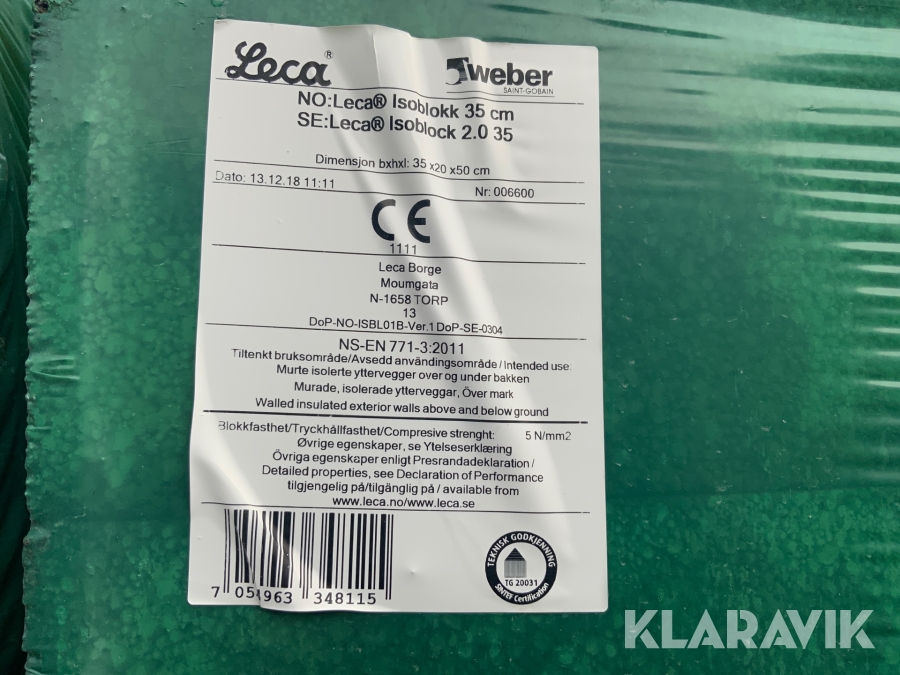 Leca®
weber
SAINT-GOBAIN
NO:Leca® Isoblokk 35 cm
SE:Leca® Isoblock 2.0 35
Dimensjon bxhxl: 35 x20 x50 cm
Dato: 13.12.18 11:11
Nr: 006600
CE
1111
Leca Borge
Moumgata
N-1658 TORP
13
DoP-NO-ISBL01B-Ver.1 DoP-SE-0304
NS-EN 771-3:2011
Tiltenkt bruksområde/Avsedd användingsområde/Intended use:
Murte isolerte yttervegger over og under bakken
Murade, isolerade ytterveggar, Över mark
Walled insulated exterior walls above and below ground
Blokkfasthet/Tryckhållfasthet/Compresive strenght: 5 N/mm2
Øvrige egenskaper, se Ytelseserklæring
Övriga egenskaper enligt Presrandadeklaration/
Detailed properties, see Declaration of Performance
tilgjengelig på/tilgänglig på / available from
www.leca.no/www.leca.se
7 054963 348115
TEKNISK GODKJENNING
TG 20031
SINTEF Certification
KLARAVIK